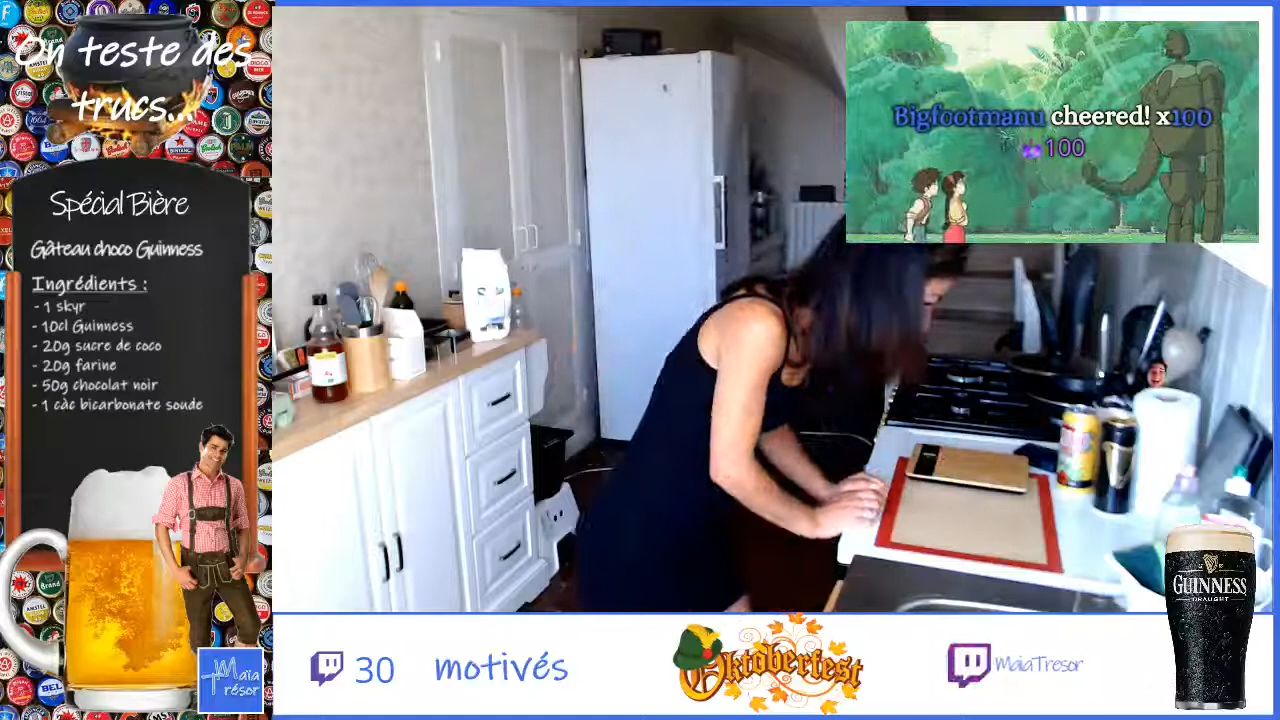 On teste des
trucs...
Spécial Bière
Gâteau choco Guinness
Ingrédients :
- 1 skyr
- 10cl Guinness
- 20g sucre de coco
- 20g farine
- 50g chocolat noir
- 1 càc bicarbonate soude
Maïa
Trésor
Bigfootmanu cheered! x100
100
30 motivés
Oktoberfest
MaiaTresor
GUINNESS
DRAUGHT